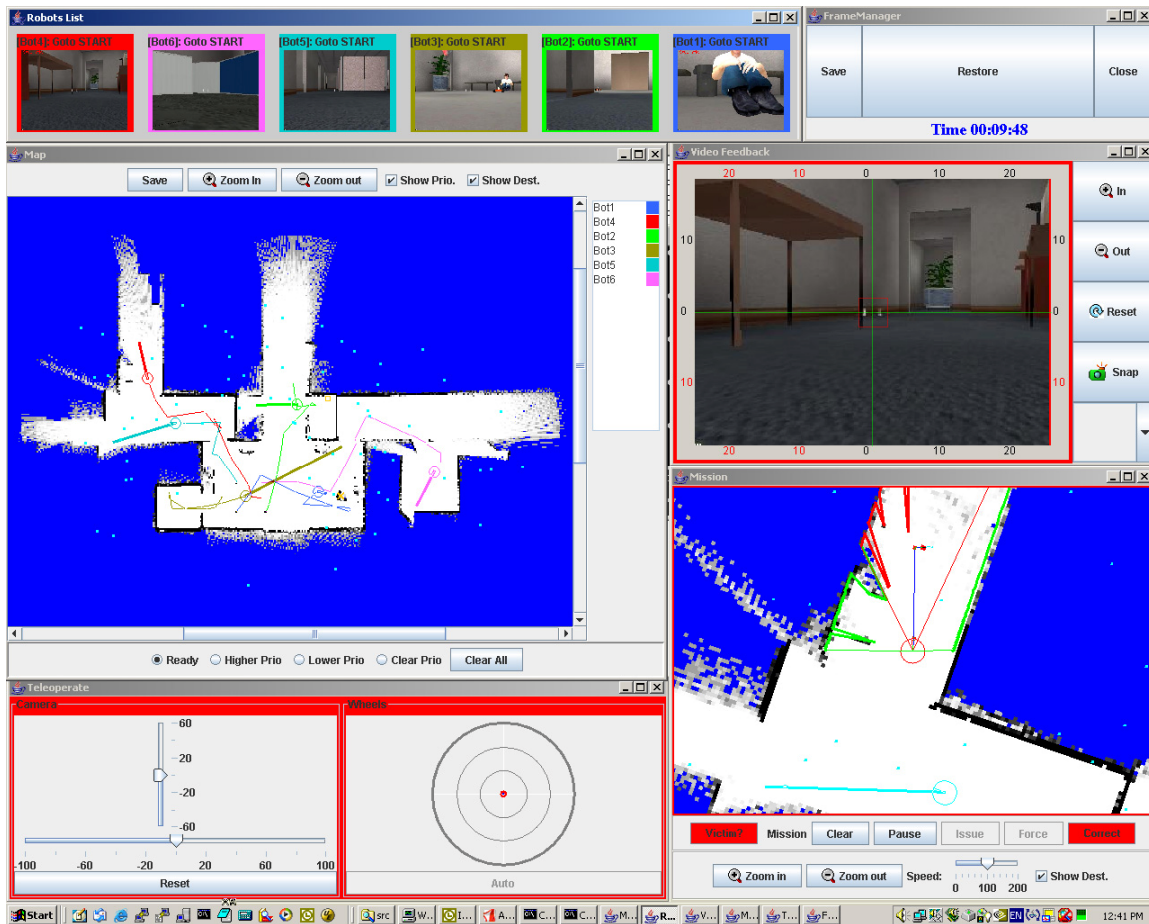 Robots List
[Bot4]: Goto START
[Bot6]: Goto START
[Bot5]: Goto START
[Bot3]: Goto START
[Bot2]: Goto START
[Bot1]: Goto START
FrameManager
Save
Restore
Close
Time 00:09:48
Map
Save
Zoom In
Zoom out
Show Prio.
Show Dest.
Bot1
Bot4
Bot2
Bot3
Bot5
Bot6
Ready
Higher Prio
Lower Prio
Clear Prio
Clear All
Video Feedback
20 10 0 10 20
10 10
0 0
10 10
20 10 0 10 20
In
Out
Reset
Snap
Teleoperate
Camera
60
20
0
-20
-60
-100 -60 -20 20 60 100
Reset
Wheels
Auto
Mission
Victim?
Mission
Clear
Pause
Issue
Force
Correct
Zoom in
Zoom out
Speed:
0 100 200
Show Dest.
Start
src
W...
I...
A...
C...
C...
M...
R...
V...
M...
T...
F...
EN
12:41 PM